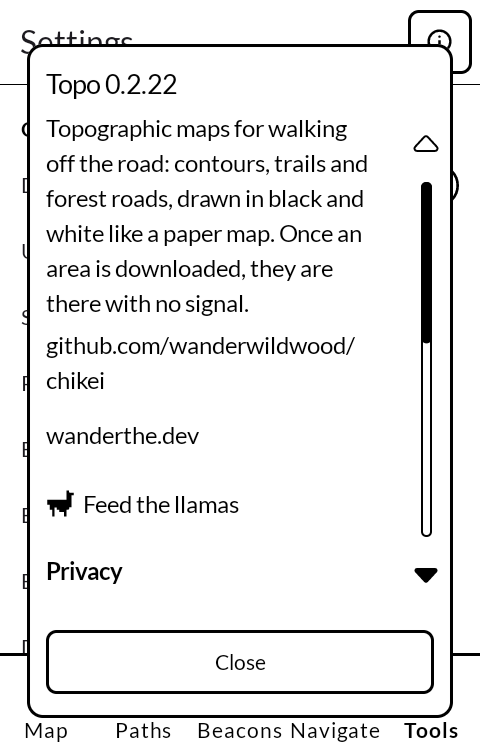 Settings
Topo 0.2.22
Topographic maps for walking
off the road: contours, trails and
forest roads, drawn in black and
white like a paper map. Once an
area is downloaded, they are
there with no signal.
github.com/wanderwildwood/
chikei
wanderthe.dev
Feed the llamas
Privacy
Close
Map Paths Beacons Navigate Tools